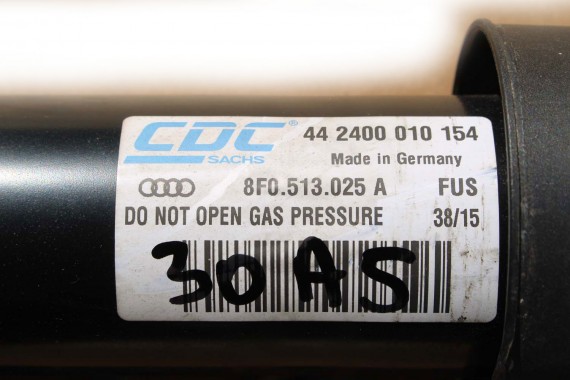 CDC® 44 2400 010 154
SACHS Made in Germany
8F0.513.025 A FUS
DO NOT OPEN GAS PRESSURE 38/15
30AS